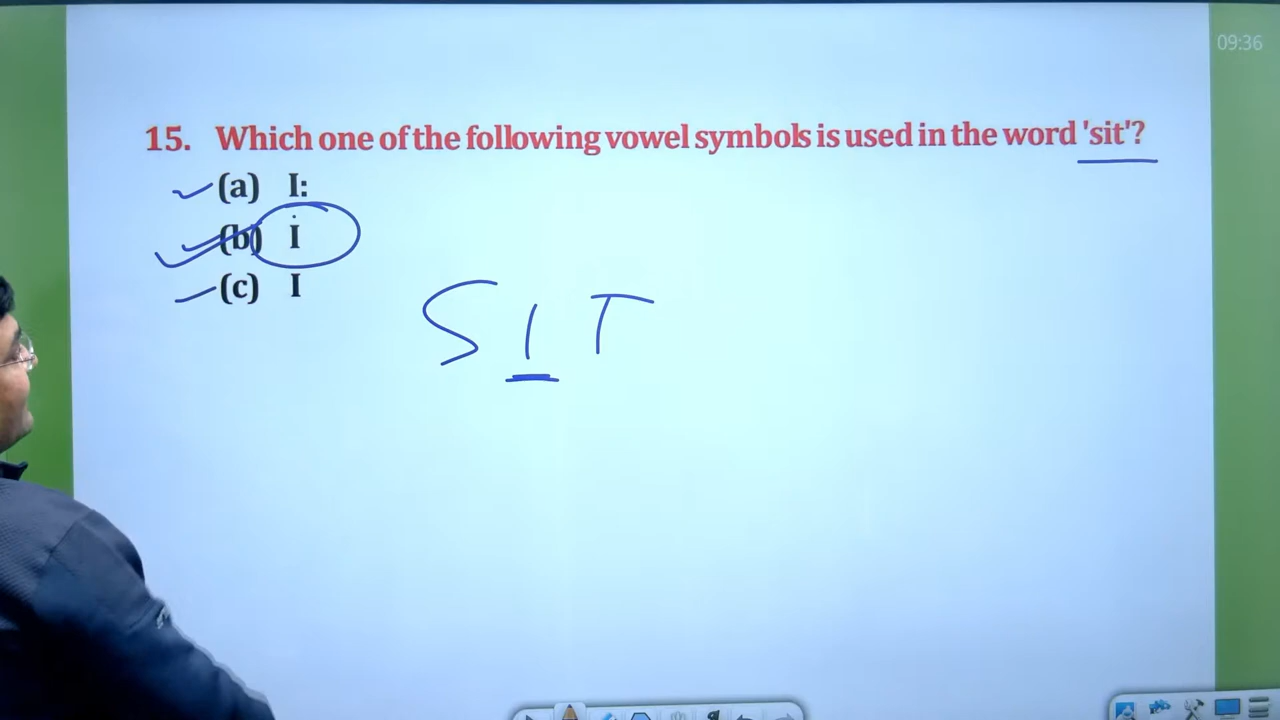 09:36
15. Which one of the following vowel symbols is used in the word 'sit'?
(a) I:
(b) İ
(c) I
SIT